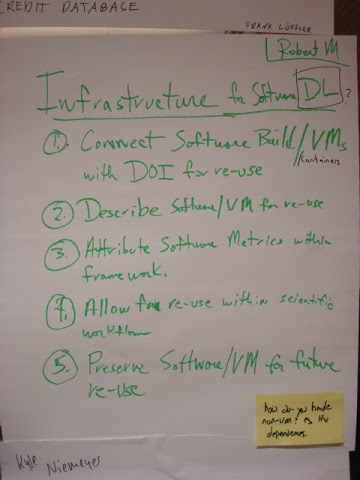 CREDIT DATABASE
FRANK LÖFFLER
Robert M
Infrastructure for Software DL ?
1. Connect Software Build/VMs
/containers
with DOI for re-use
2. Describe Software/VM for re-use
3. Attribute Software Metrics within
framework.
4. Allow for re-use within scientific
workflow
5. Preserve Software/VM for future
re-use
how do you handle
non-vm?
dependencies.
Kyle Niemeyer